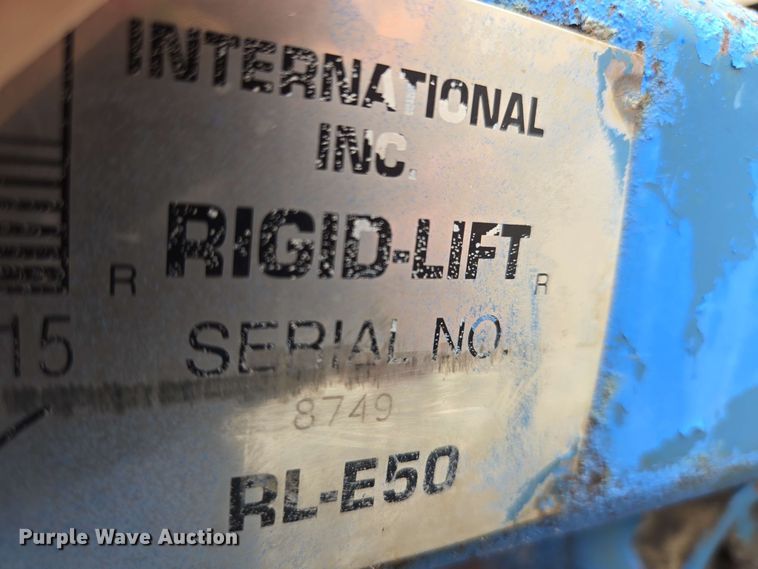 INTERNATIONAL
INC.
R RIGID-LIFT R
15 SERIAL NO.
8749
RL-E50
Purple Wave Auction®